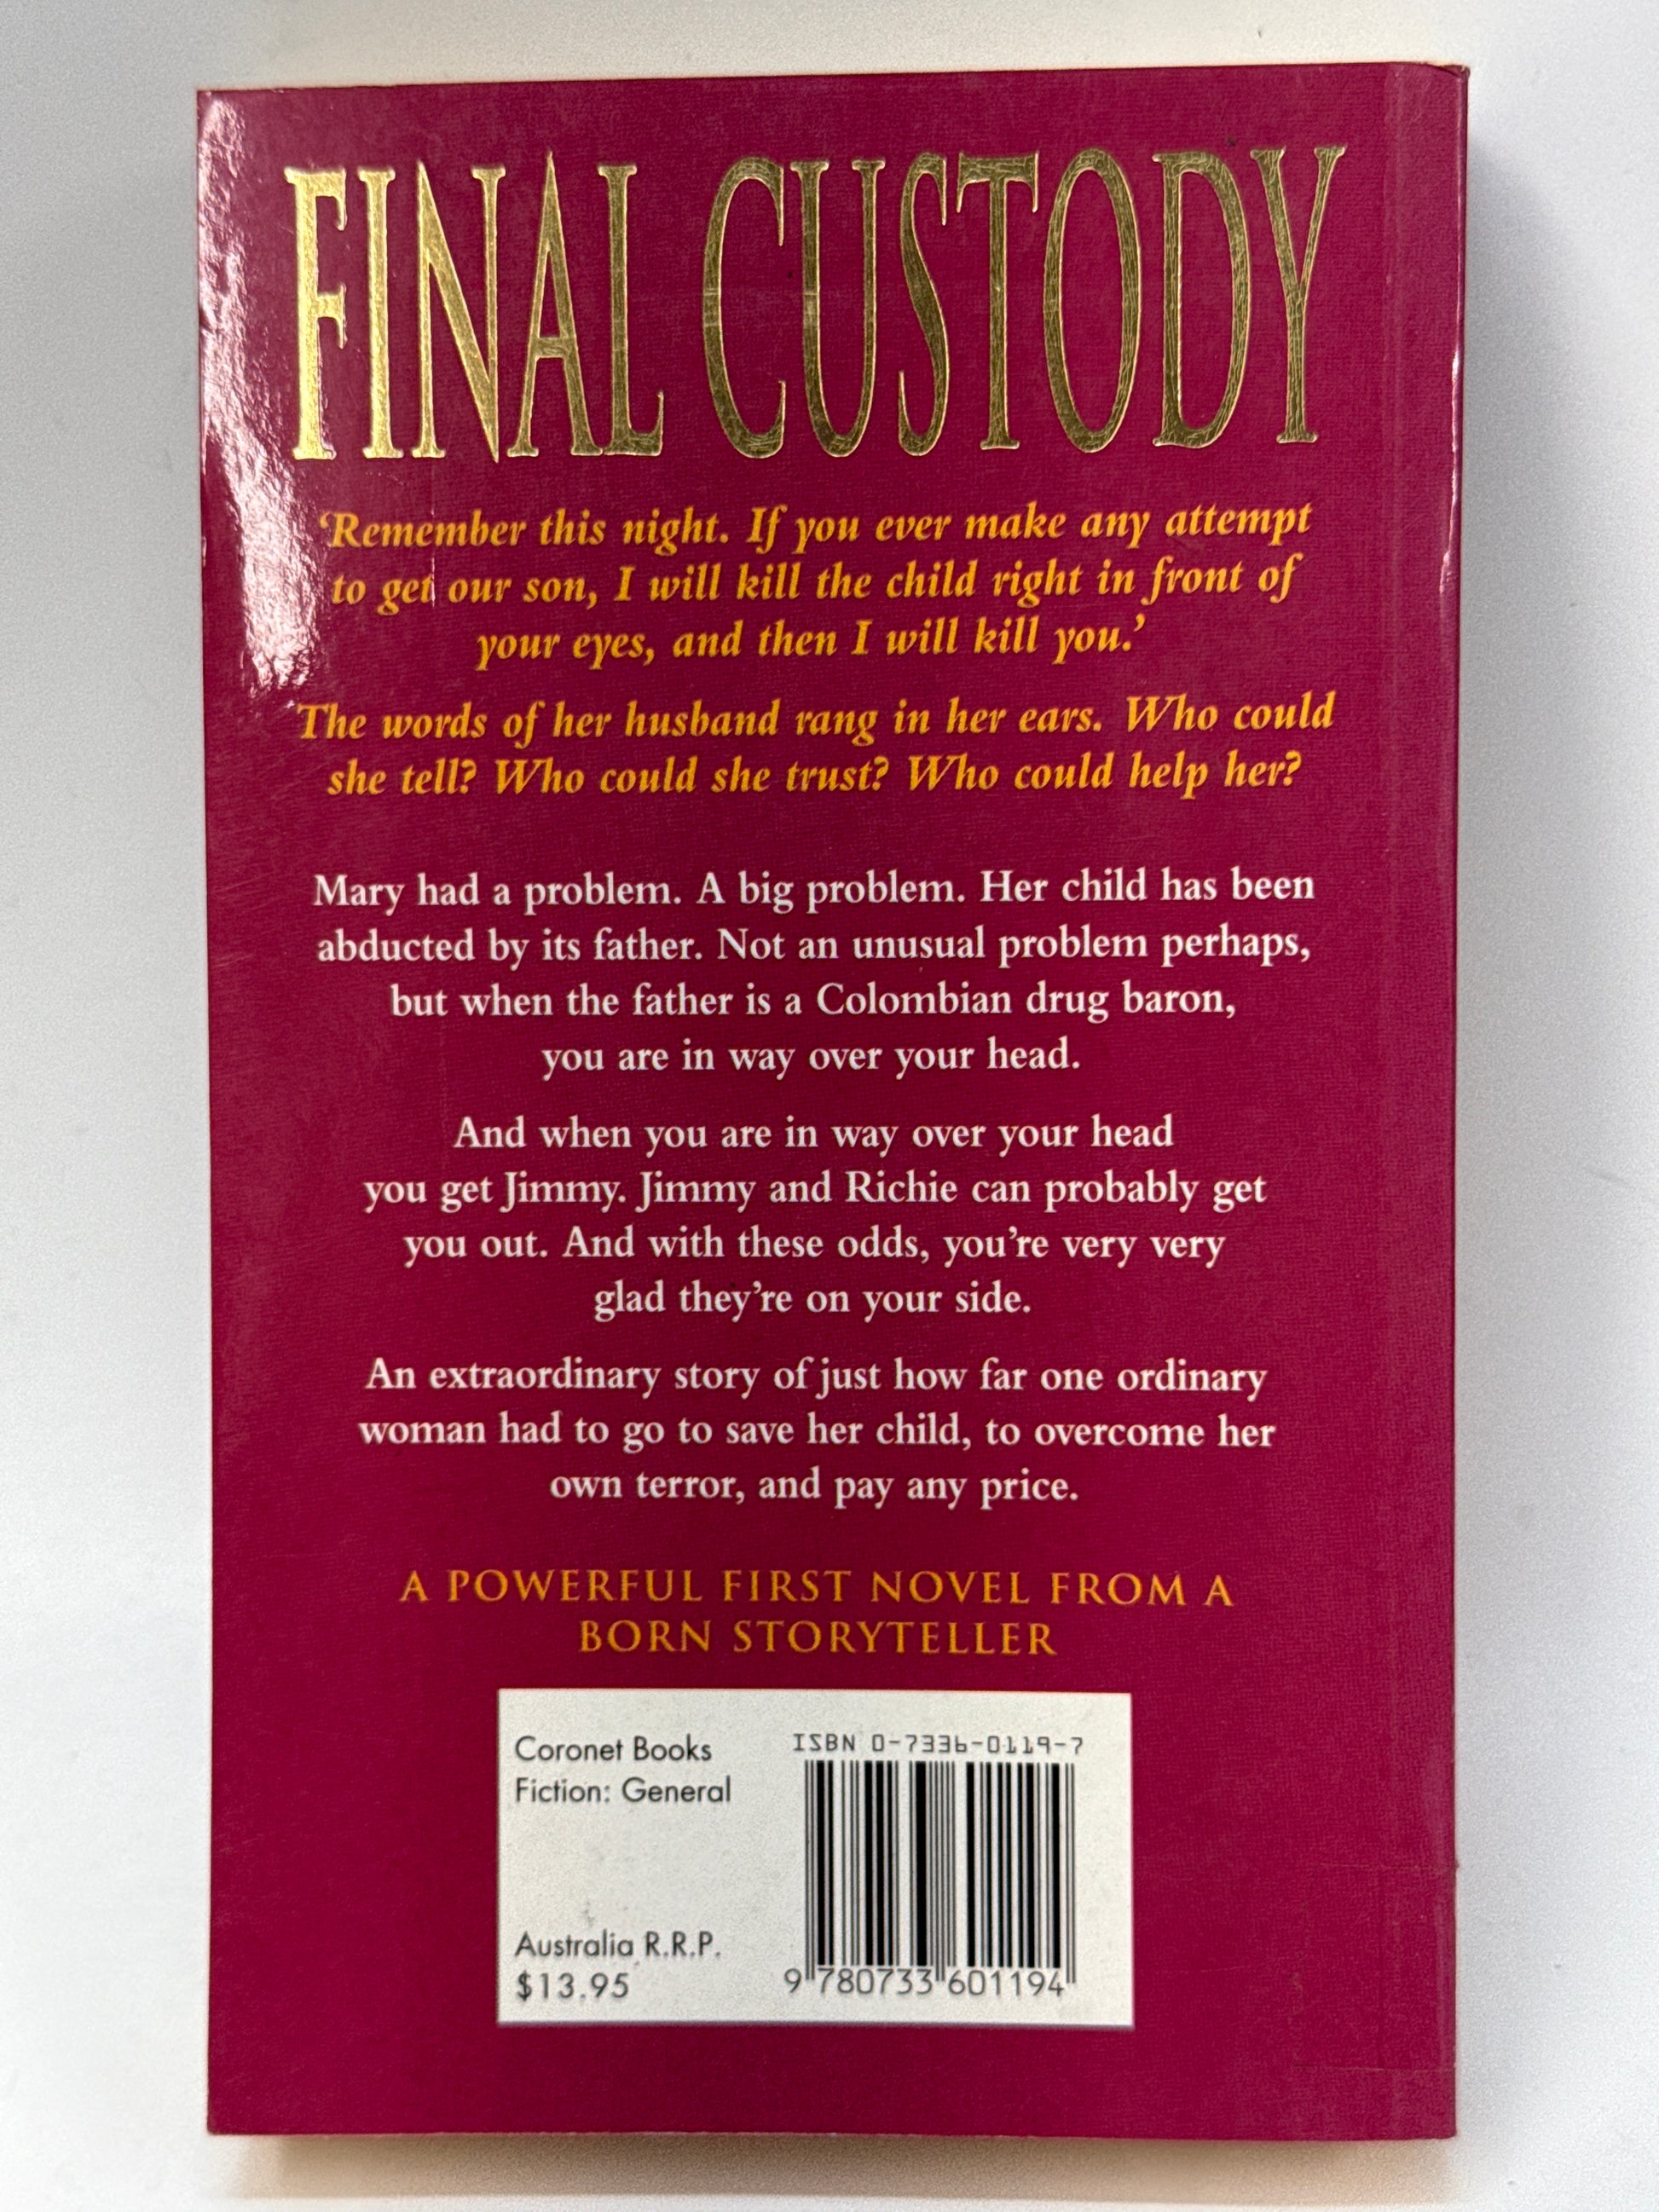 FINAL CUSTODY
‘Remember this night. If you ever make any attempt
to get our son, I will kill the child right in front of
your eyes, and then I will kill you.’
The words of her husband rang in her ears. Who could
she tell? Who could she trust? Who could help her?
Mary had a problem. A big problem. Her child has been
abducted by its father. Not an unusual problem perhaps,
but when the father is a Colombian drug baron,
you are in way over your head.
And when you are in way over your head
you get Jimmy. Jimmy and Richie can probably get
you out. And with these odds, you’re very very
glad they’re on your side.
An extraordinary story of just how far one ordinary
woman had to go to save her child, to overcome her
own terror, and pay any price.
A POWERFUL FIRST NOVEL FROM A
BORN STORYTELLER
Coronet Books
Fiction: General
Australia R.R.P.
$13.95
ISBN 0-7336-0119-7
9 780733 601194